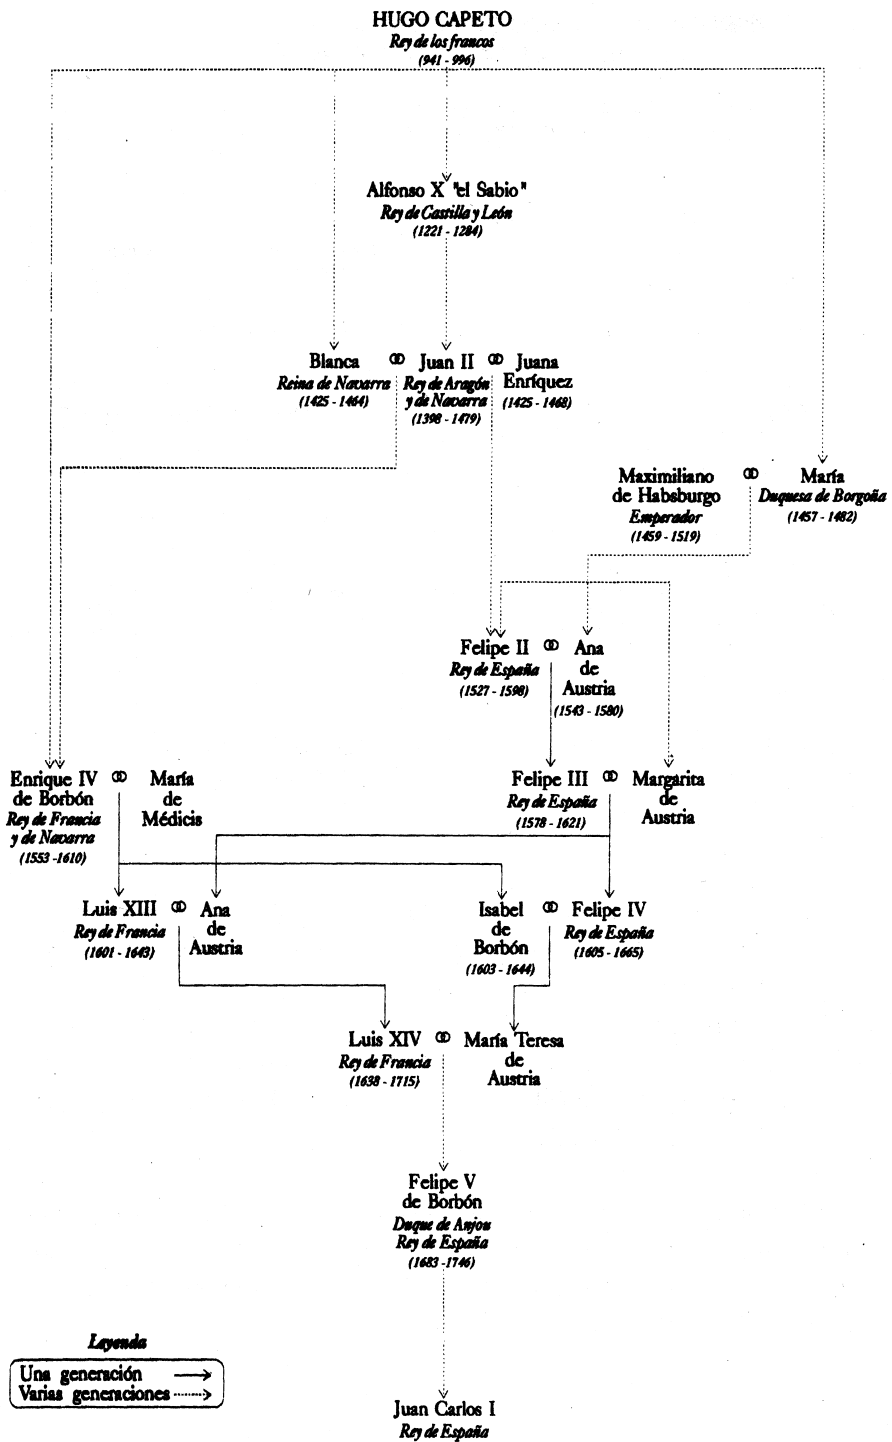 HUGO CAPETO
Rey de los francos
(941 - 996)
Alfonso X "el Sabio"
Rey de Castilla y León
(1221 - 1284)
Blanca
Reina de Navarra
(1425 - 1464)
Juan II
Rey de Aragón
y de Navarra
(1398 - 1479)
Juana
Enríquez
(1425 - 1468)
Maximiliano
de Habsburgo
Emperador
(1459 - 1519)
María
Duquesa de Borgoña
(1457 - 1482)
Felipe II
Rey de España
(1527 - 1598)
Ana
de
Austria
(1543 - 1580)
Enrique IV
de Borbón
Rey de Francia
y de Navarra
(1553 -1610)
María
de
Médicis
Felipe III
Rey de España
(1578 - 1621)
Margarita
de
Austria
Luis XIII
Rey de Francia
(1601 - 1643)
Ana
de
Austria
Isabel
de
Borbón
(1603 - 1644)
Felipe IV
Rey de España
(1605 - 1665)
Luis XIV
Rey de Francia
(1638 - 1715)
María Teresa
de
Austria
Felipe V
de Borbón
Duque de Anjou
Rey de España
(1683 -1746)
Juan Carlos I
Rey de España
Leyenda
Una generación
Varias generaciones